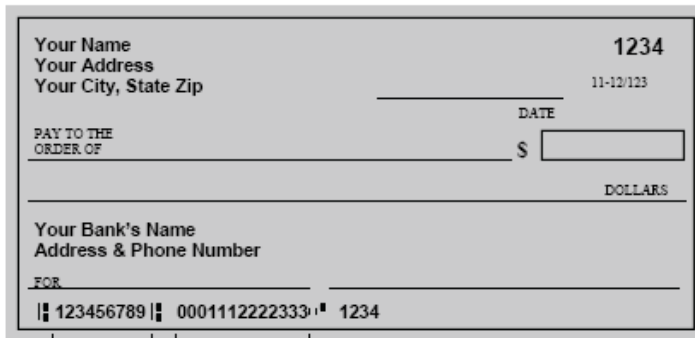 Your Name
1234
Your Address
Your City, State Zip
11-12/123
DATE
PAY TO THE
ORDER OF
$
DOLLARS
Your Bank's Name
Address & Phone Number
FOR
⑆123456789⑆ 0001112222333⑈ 1234